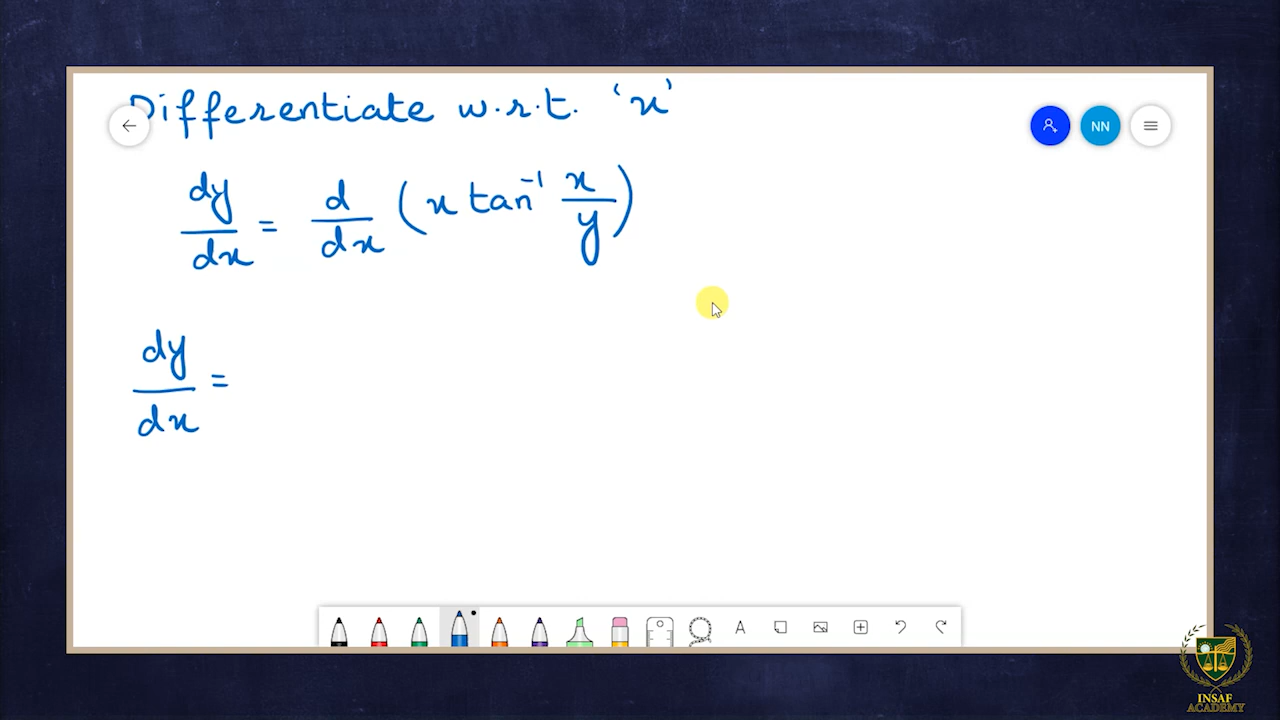 Differentiate w.r.t. 'x'
dy/dx = d/dx (x tan⁻¹ x/y)
NN
dy/dx =
A
INSAF
ACADEMY